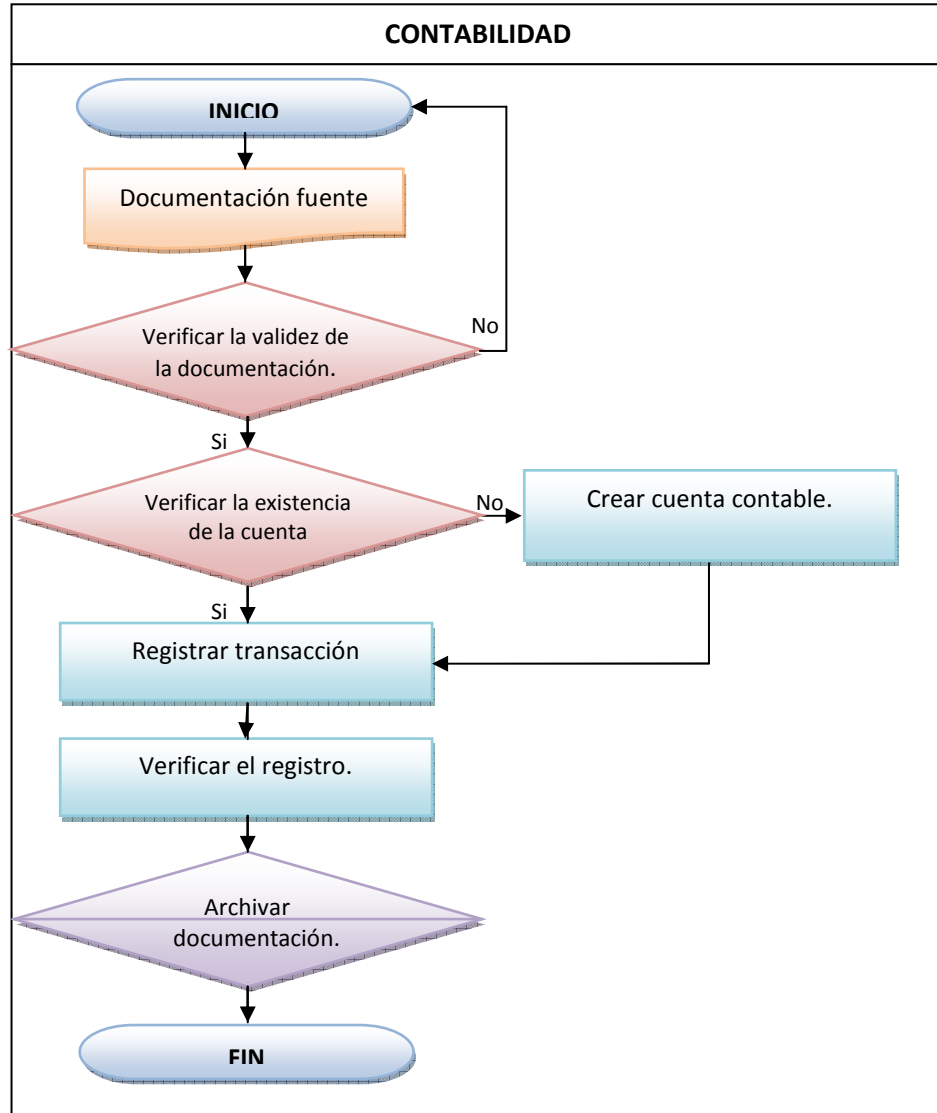 CONTABILIDAD
INICIO
Documentación fuente
Verificar la validez de
la documentación.
No
Si
Verificar la existencia
de la cuenta
No
Crear cuenta contable.
Si
Registrar transacción
Verificar el registro.
Archivar
documentación.
FIN